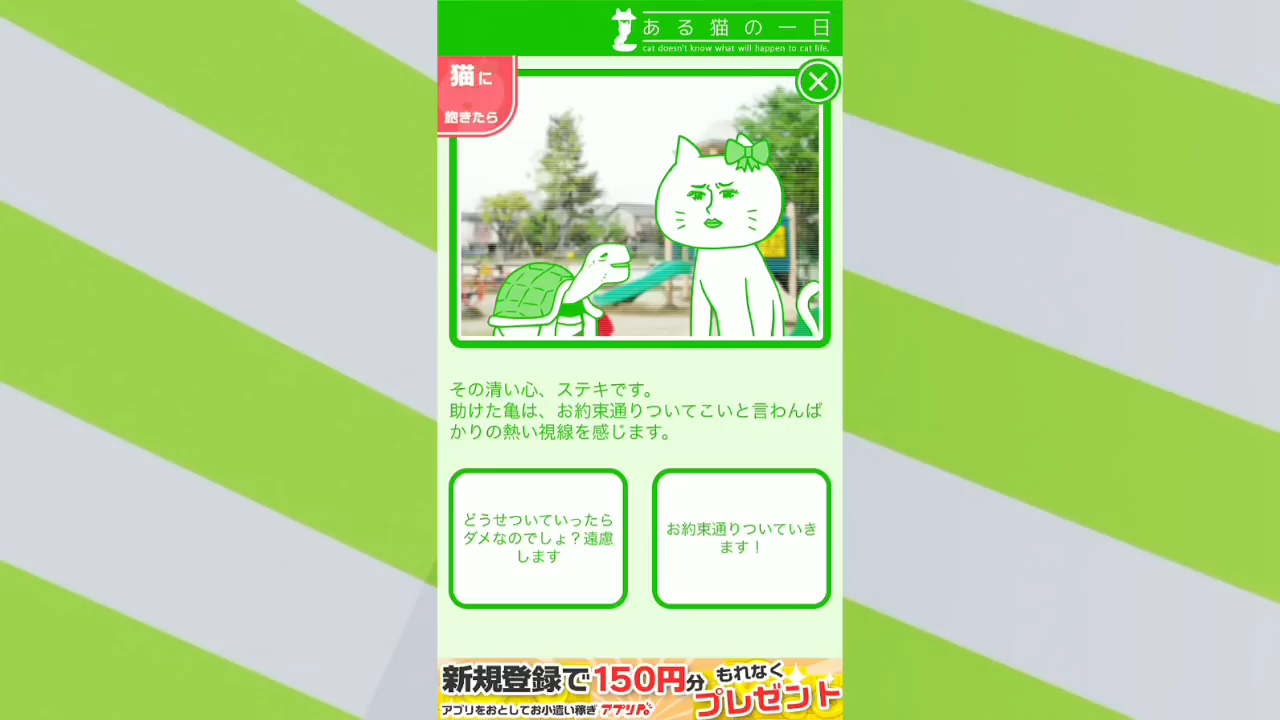 ある猫の一日
cat doesn't know what will happen to cat life.
猫に
飽きたら
その清い心、ステキです。
助けた亀は、お約束通りついてこいと言わんば
かりの熱い視線を感じます。
どうせついていったら
ダメなのでしょ？遠慮
します
お約束通りついていき
ます！
新規登録で150円分
もれなく
プレゼント
アプリをおとしてお小遣い稼ぎ アプリPo